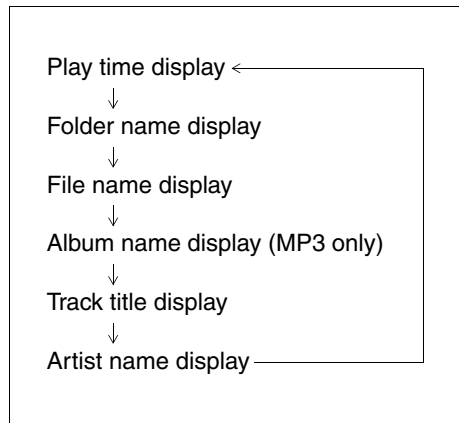 Play time display
Folder name display
File name display
Album name display (MP3 only)
Track title display
Artist name display